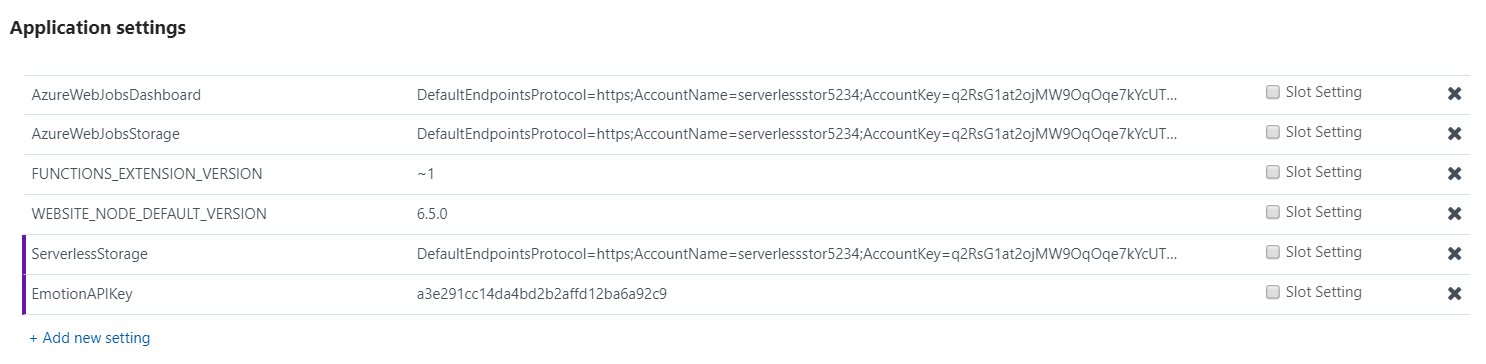 Application settings
AzureWebJobsDashboard DefaultEndpointsProtocol=https;AccountName=serverlessstor5234;AccountKey=q2RsG1at2ojMW9OqOqe7kYcUT... Slot Setting
AzureWebJobsStorage DefaultEndpointsProtocol=https;AccountName=serverlessstor5234;AccountKey=q2RsG1at2ojMW9OqOqe7kYcUT... Slot Setting
FUNCTIONS_EXTENSION_VERSION ~1 Slot Setting
WEBSITE_NODE_DEFAULT_VERSION 6.5.0 Slot Setting
ServerlessStorage DefaultEndpointsProtocol=https;AccountName=serverlessstor5234;AccountKey=q2RsG1at2ojMW9OqOqe7kYcUT... Slot Setting
EmotionAPIKey a3e291cc14da4bd2b2affd12ba6a92c9 Slot Setting
+ Add new setting